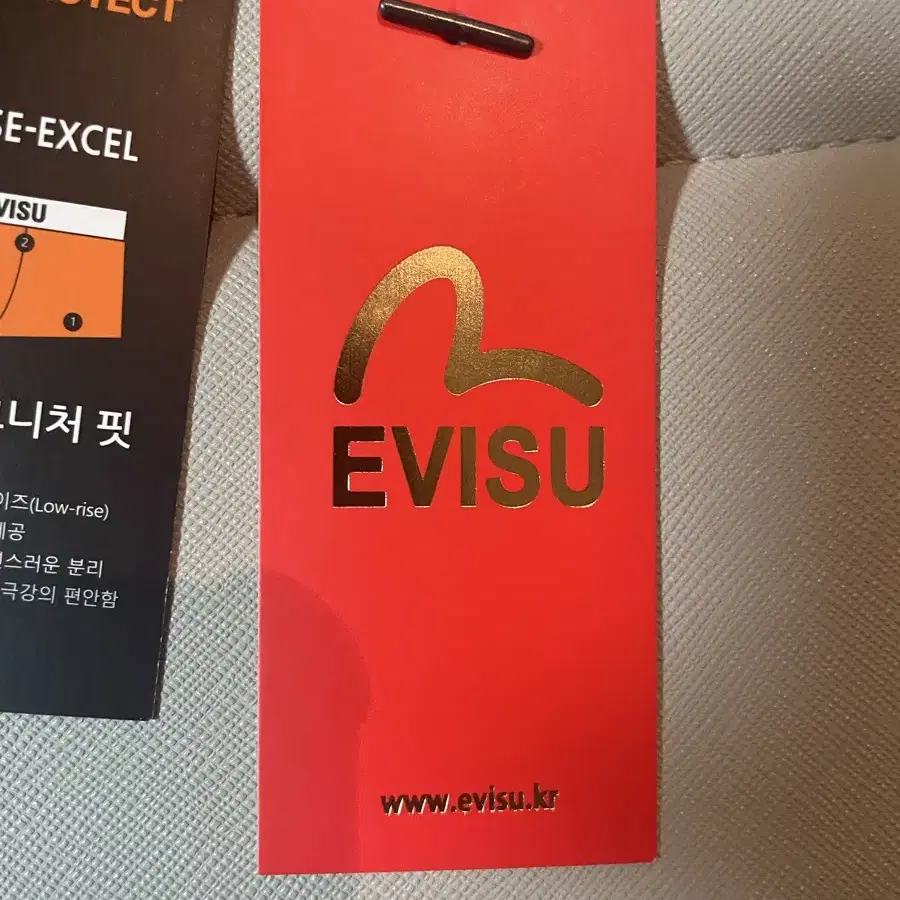 SE-EXCEL
VISU
2
1
니처 핏
이즈(Low-rise)
제공
스러운 분리
극강의 편안함
EVISU
www.evisu.kr